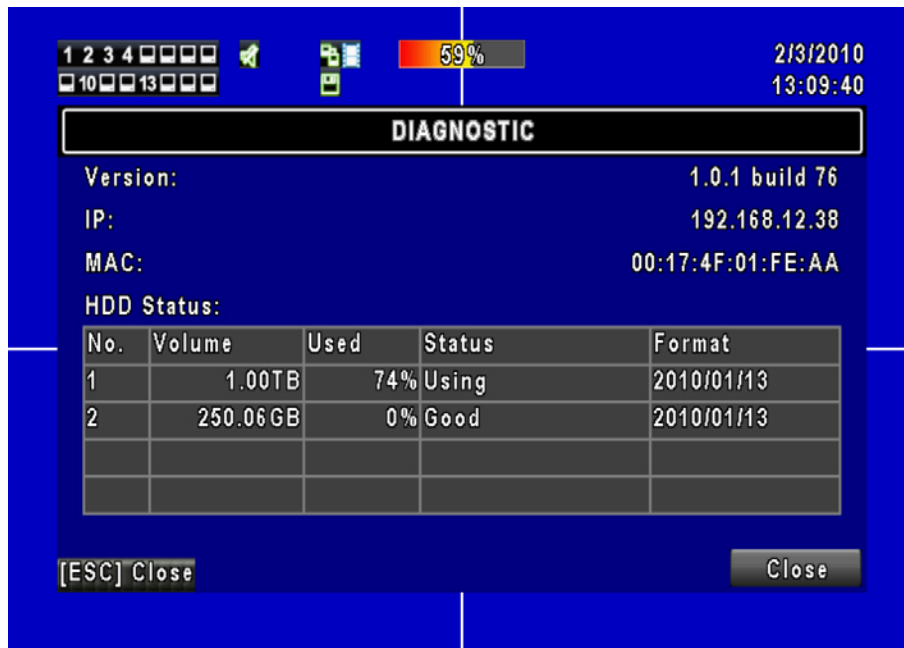 1 2 3 4 59% 2/3/2010
10 13 13:09:40
DIAGNOSTIC
Version: 1.0.1 build 76
IP: 192.168.12.38
MAC: 00:17:4F:01:FE:AA
HDD Status:
No. Volume Used Status Format
1 1.00TB 74% Using 2010/01/13
2 250.06GB 0% Good 2010/01/13
[ESC] Close Close